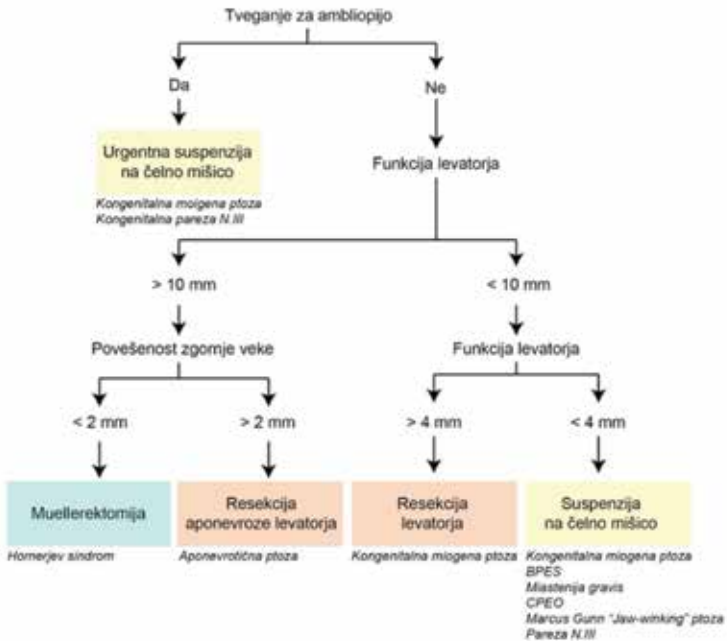 Tveganje za ambliopijo
Da
Ne
Urgentna suspenzija
na čelno mišico
Kongenitalna moigena ptoza
Kongenitalna pareza N.III
Funkcija levatorja
> 10 mm
< 10 mm
Povešenost zgornje veke
Funkcija levatorja
< 2 mm
> 2 mm
> 4 mm
< 4 mm
Muellerektomija
Resekcija
aponevroze levatorja
Resekcija
levatorja
Suspenzija
na čelno mišico
Hornerjev sindrom
Aponevrotična ptoza
Kongenitalna miogena ptoza
Kongenitalna miogena ptoza
BPES
Miastenija gravis
CPEO
Marcus Gunn "Jaw-winking" ptoza
Pareza N.III